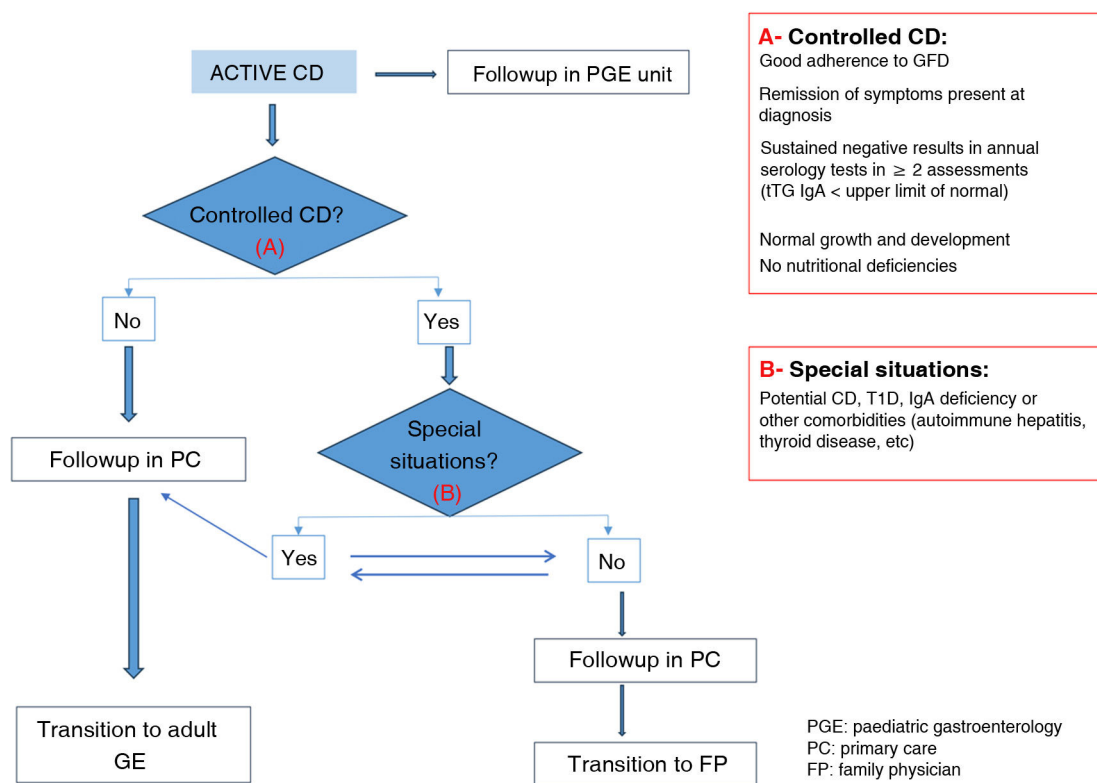 ACTIVE CD
Followup in PGE unit
Controlled CD?
(A)
No
Yes
Followup in PC
Special
situations?
(B)
Yes
No
Followup in PC
Transition to adult
GE
Transition to FP
A- Controlled CD:
Good adherence to GFD
Remission of symptoms present at
diagnosis
Sustained negative results in annual
serology tests in ≥ 2 assessments
(tTG IgA < upper limit of normal)
Normal growth and development
No nutritional deficiencies
B- Special situations:
Potential CD, T1D, IgA deficiency or
other comorbidities (autoimmune hepatitis,
thyroid disease, etc)
PGE: paediatric gastroenterology
PC: primary care
FP: family physician